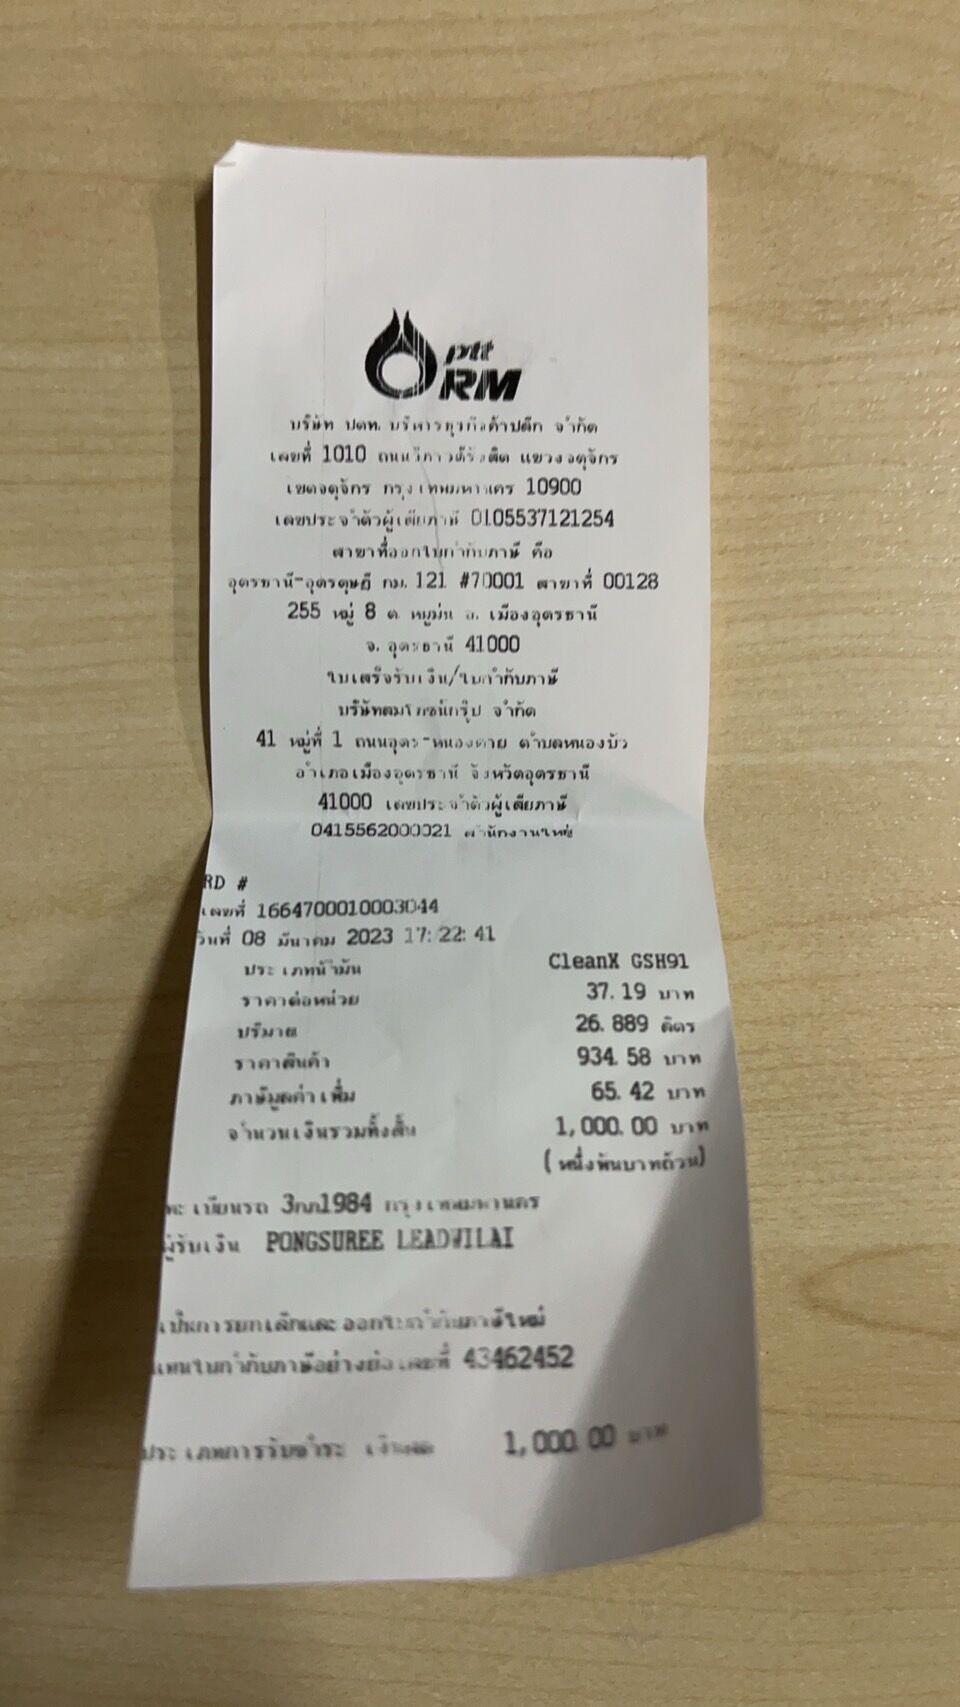 ptt
RM
บริษัท ปตท. บริหารธุรกิจค้าปลีก จำกัด
เลขที่ 1010 ถนนวิภาวดีรังสิต แขวงจตุจักร
เขตจตุจักร กรุงเทพมหานคร 10900
เลขประจำตัวผู้เสียภาษี 0105537121254
สาขาที่ออกใบกำกับภาษี คือ
อุดรธานี-อุดรดุษฎี กม. 121 #70001 สาขาที่ 00128
255 หมู่ 8 ต. หมูม่น อ. เมืองอุดรธานี
จ. อุดรธานี 41000
ใบเสร็จรับเงิน/ใบกำกับภาษี
กรุ๊ป จำกัด
41 หมู่ที่ 1 ถนนอุดร-หนองตาย ตำบลหนองบัว
อำเภอเมืองอุดรธานี จังหวัดอุดรธานี
41000 เลขประจำตัวผู้เสียภาษี
0415562000021 สำนักงานใหญ่
RD #
เลขที่ 1664700010003044
วันที่ 08 มีนาคม 2023 17:22:41
ประเภทน้ำมัน CleanX GSH91
ราคาต่อหน่วย 37.19 บาท
ปริมาณ 26.889 ลิตร
ราคาสินค้า 934.58 บาท
ภาษีมูลค่าเพิ่ม 65.42 บาท
จำนวนเงินรวมทั้งสิ้น 1,000.00 บาท
(หนึ่งพันบาทถ้วน)
ทะเบียนรถ 3กก1984 กรุงเทพมหานคร
ผู้รับเงิน PONGSUREE LEADWILAI
เป็นการยกเลิกและออกใบกำกับภาษีใหม่
แทนใบกำกับภาษีอย่างย่อเลขที่ 43462452
ประเภทการรับชำระ เงินสด 1,000.00 บาท